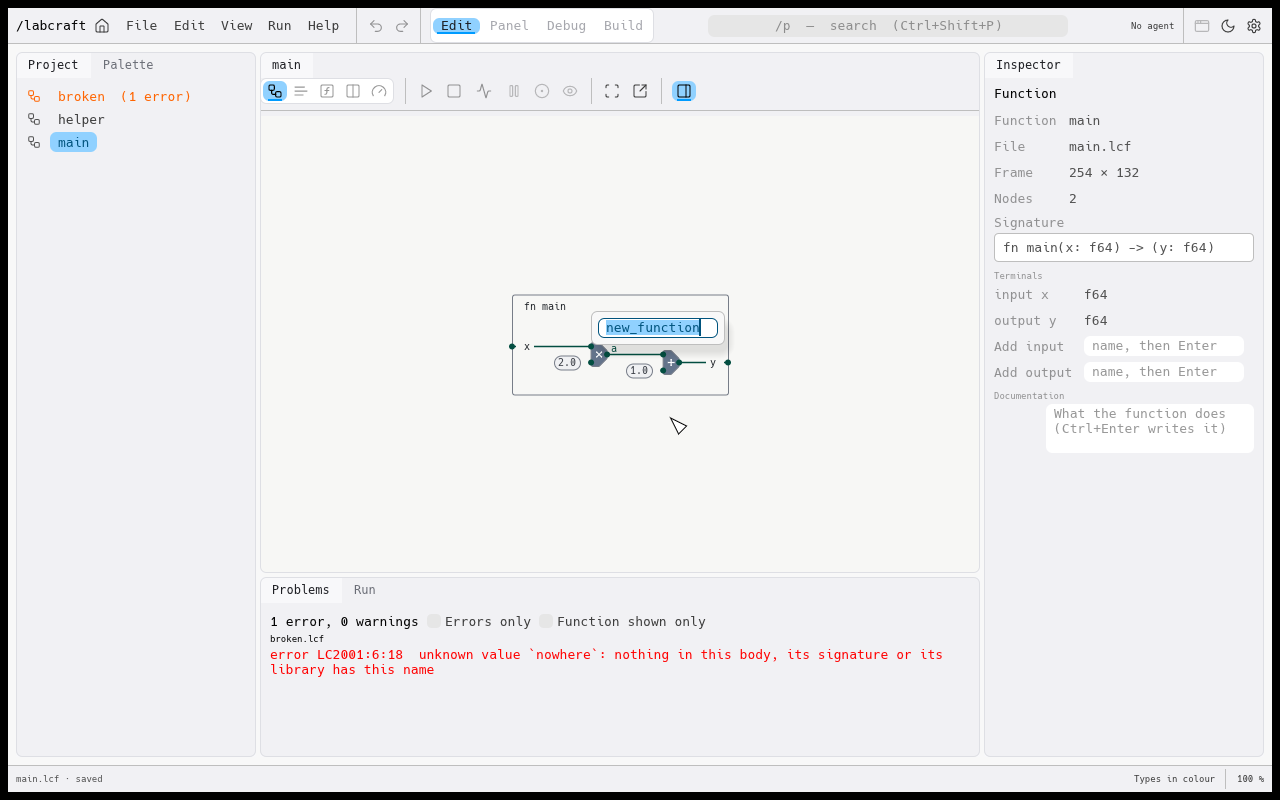 /labcraft File Edit View Run Help Edit Panel Debug Build /p — search (Ctrl+Shift+P) No agent
Project Palette
broken (1 error)
helper
main
main
fn main
new_function
x
a
2.0
×
1.0
+
y
Inspector
Function
Function main
File main.lcf
Frame 254 × 132
Nodes 2
Signature
fn main(x: f64) -> (y: f64)
Terminals
input x f64
output y f64
Add input name, then Enter
Add output name, then Enter
Documentation
What the function does
(Ctrl+Enter writes it)
Problems Run
1 error, 0 warnings Errors only Function shown only
broken.lcf
error LC2001:6:18 unknown value `nowhere`: nothing in this body, its signature or its
library has this name
main.lcf · saved Types in colour 100 %